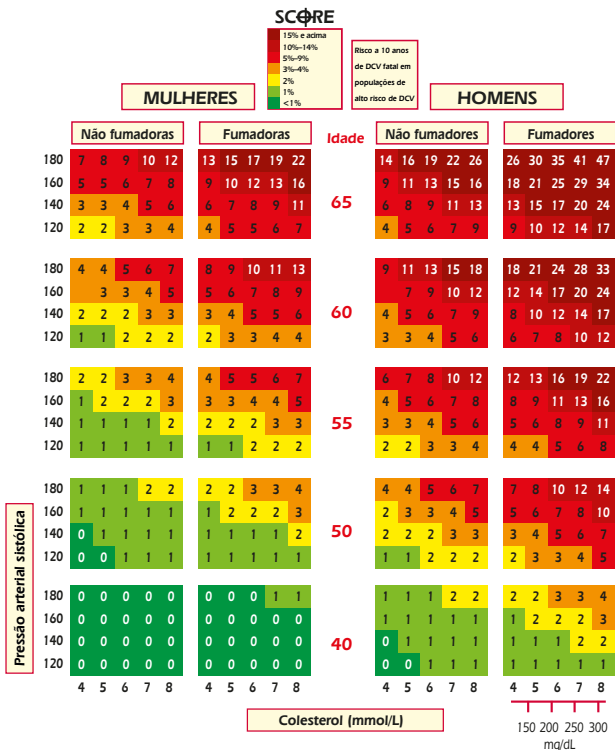 SCORE
15% e acima
10%–14%
5%–9%
3%–4%
2%
1%
<1%
Risco a 10 anos
de DCV fatal em
populações de
alto risco de DCV
MULHERES
HOMENS
Não fumadoras Fumadoras Idade Não fumadores Fumadores
180 7 8 9 10 12 13 15 17 19 22 14 16 19 22 26 26 30 35 41 47
160 5 5 6 7 8 9 10 12 13 16 9 11 13 15 16 18 21 25 29 34
140 3 3 4 5 6 6 7 8 9 11 65 6 8 9 11 13 13 15 17 20 24
120 2 2 3 3 4 4 5 5 6 7 4 5 6 7 9 9 10 12 14 17
180 4 4 5 6 7 8 9 10 11 13 9 11 13 15 18 18 21 24 28 33
160 3 3 4 5 5 6 7 8 9 7 9 10 12 12 14 17 20 24
140 2 2 2 3 3 3 4 5 5 6 60 4 5 6 7 9 8 10 12 14 17
120 1 1 2 2 2 2 3 3 4 4 3 3 4 5 6 6 7 8 10 12
180 2 2 3 3 4 4 5 5 6 7 6 7 8 10 12 12 13 16 19 22
160 1 2 2 2 3 3 3 4 4 5 4 5 6 7 8 8 9 11 13 16
140 1 1 1 1 2 2 2 2 3 3 55 3 3 4 5 6 5 6 8 9 11
120 1 1 1 1 1 1 1 2 2 2 2 2 3 3 4 4 4 5 6 8
180 1 1 1 2 2 2 2 3 3 4 4 4 5 6 7 7 8 10 12 14
160 1 1 1 1 1 1 2 2 2 3 2 3 3 4 5 5 6 7 8 10
140 0 1 1 1 1 1 1 1 1 2 50 2 2 2 3 3 3 4 5 6 7
120 0 0 1 1 1 1 1 1 1 1 1 1 2 2 2 2 3 3 4 5
180 0 0 0 0 0 0 0 0 1 1 1 1 1 2 2 2 2 3 3 4
160 0 0 0 0 0 0 0 0 0 0 1 1 1 1 1 1 2 2 2 3
140 0 0 0 0 0 0 0 0 0 0 40 0 1 1 1 1 1 1 1 2 2
120 0 0 0 0 0 0 0 0 0 0 0 0 1 1 1 1 1 1 1 1
4 5 6 7 8 4 5 6 7 8 4 5 6 7 8 4 5 6 7 8
Pressão arterial sistólica
Colesterol (mmol/L)
150 200 250 300
mg/dL